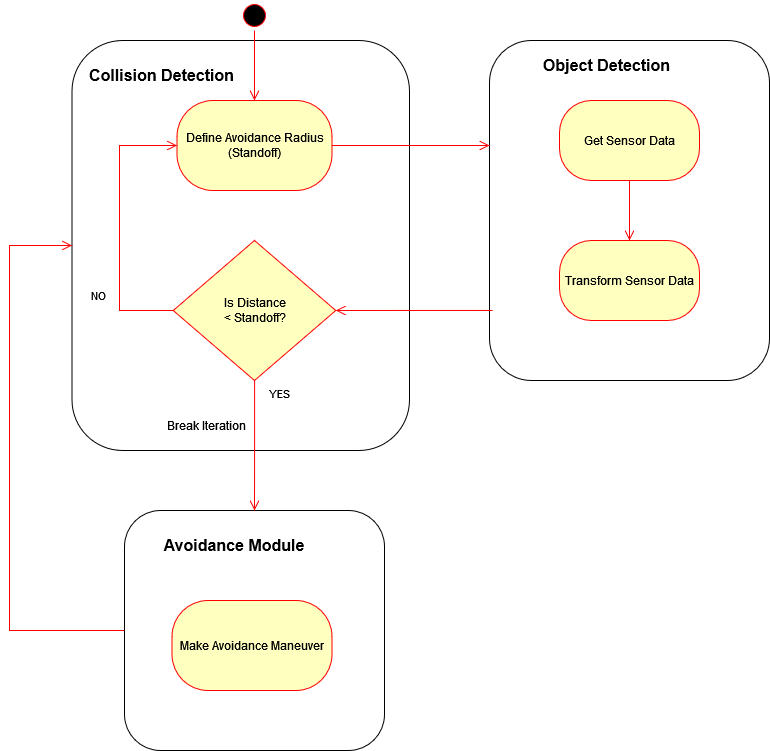 Collision Detection
Object Detection
Define Avoidance Radius
(Standoff)
Get Sensor Data
Transform Sensor Data
Is Distance
< Standoff?
NO
YES
Break Iteration
Avoidance Module
Make Avoidance Maneuver